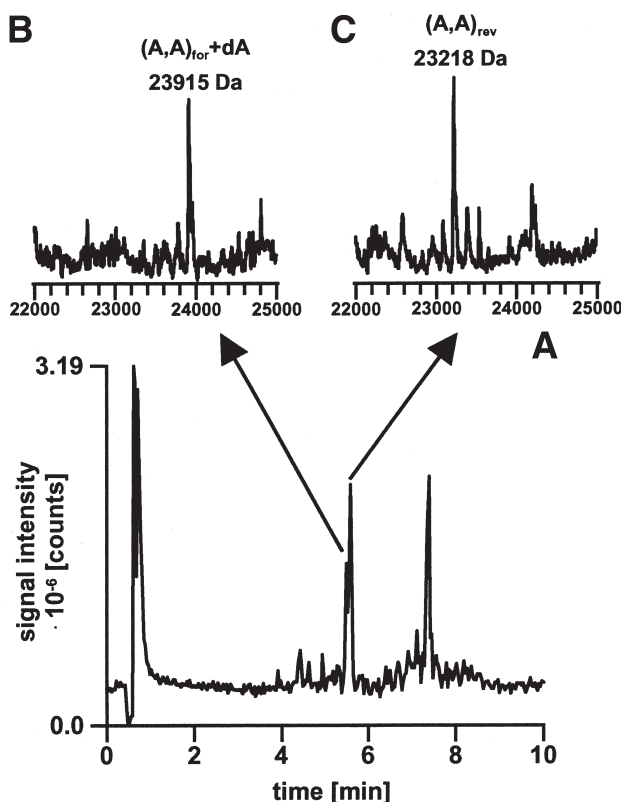 B
(A,A)for+dA
23915 Da
22000 23000 24000 25000
C
(A,A)rev
23218 Da
22000 23000 24000 25000
A
3.19
signal intensity
· 10-6 [counts]
0.0
0 2 4 6 8 10
time [min]